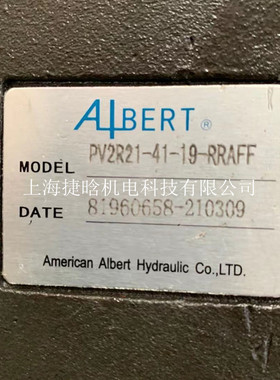 ALBERT®
MODEL PV2R21-41-19-RRAFF
上海捷晗机电科技有限公司
DATE 81960658-210309
American Albert Hydraulic Co.,LTD.